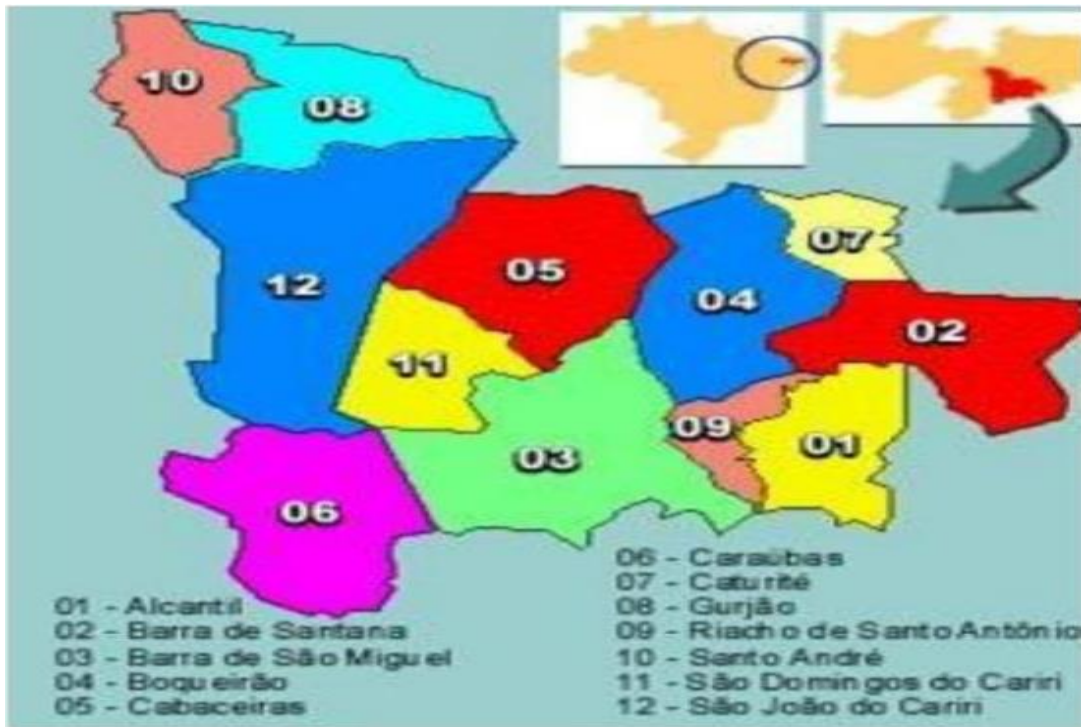 10
08
07
05
12
04
02
11
09
03
01
06
01 - Alcantil
02 - Barra de Santana
03 - Barra de São Miguel
04 - Boqueirão
05 - Cabaceiras
06 - Caraúbas
07 - Caturité
08 - Gurjão
09 - Riacho de Santo Antônio
10 - Santo André
11 - São Domingos do Cariri
12 - São João do Cariri